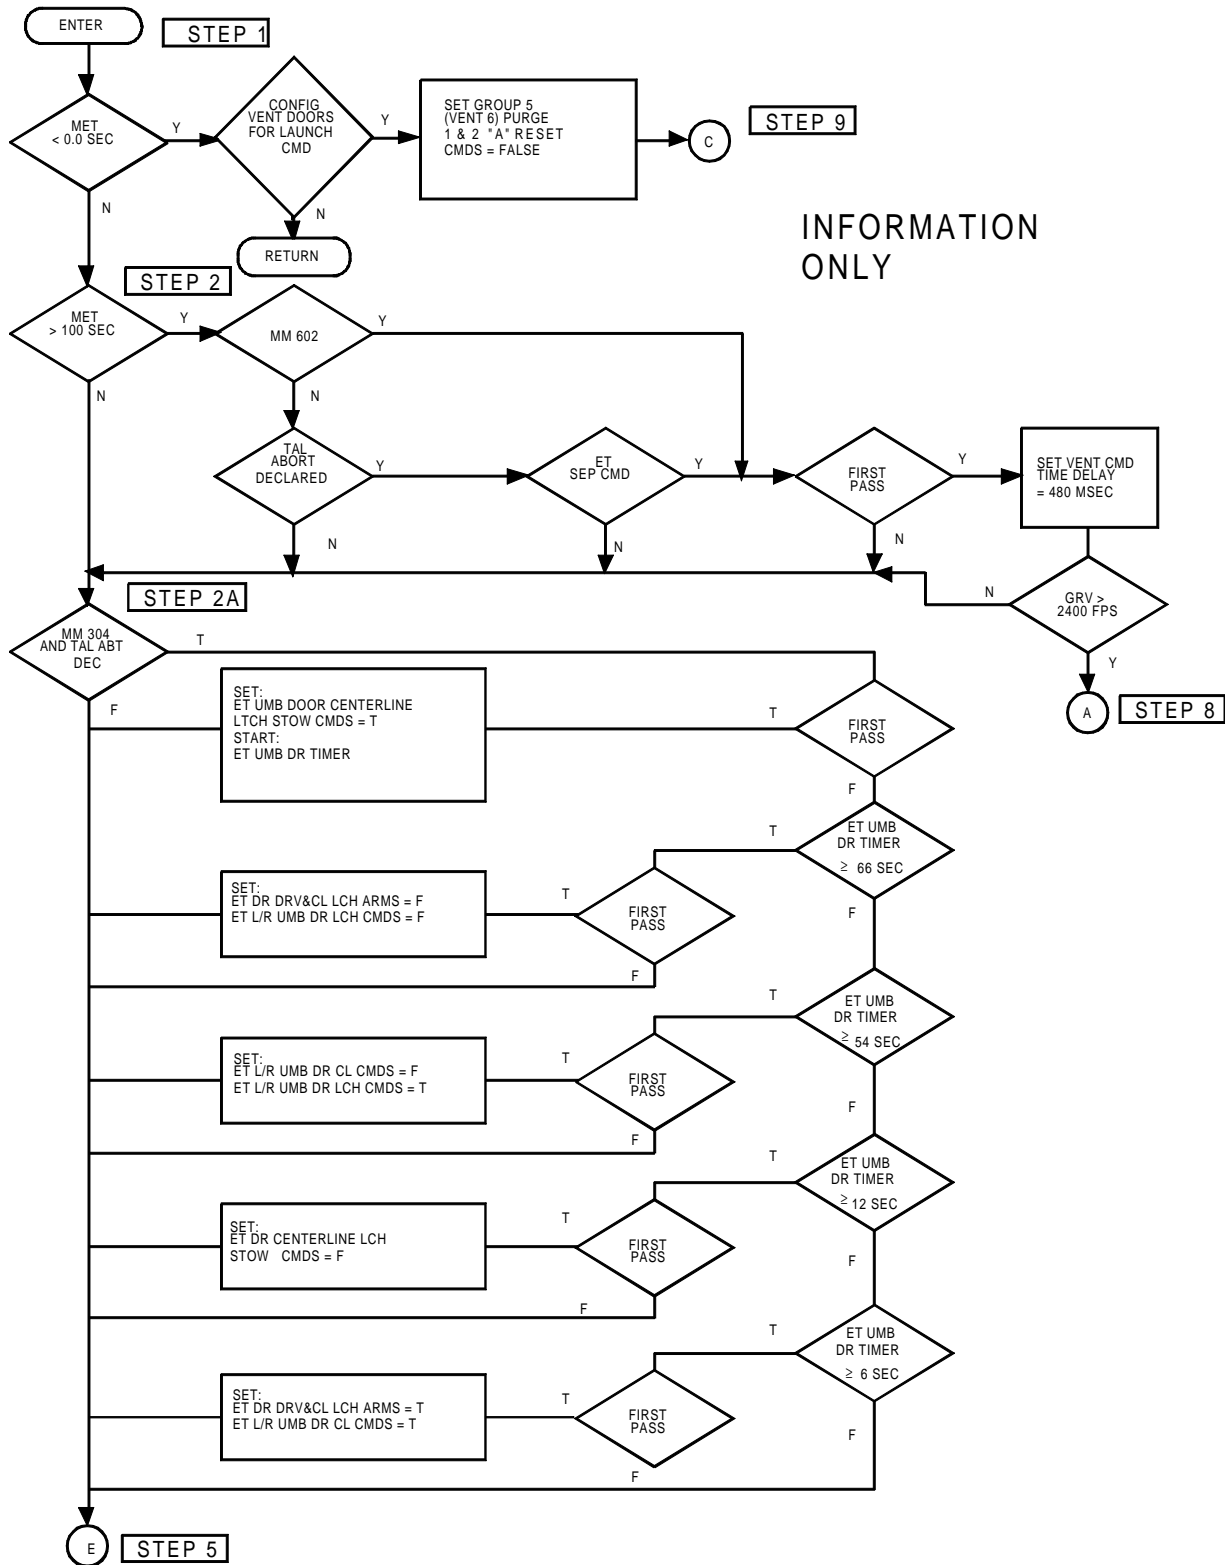 ENTER
STEP 1
MET
< 0.0 SEC
Y
CONFIG
VENT DOORS
FOR LAUNCH
CMD
Y
SET GROUP 5
(VENT 6) PURGE
1 & 2 "A" RESET
CMDS = FALSE
C
STEP 9
N
N
RETURN
INFORMATION
ONLY
STEP 2
MET
> 100 SEC
Y
MM 602
Y
N
N
TAL
ABORT
DECLARED
Y
ET
SEP CMD
Y
FIRST
PASS
Y
SET VENT CMD
TIME DELAY
= 480 MSEC
N
N
N
N
GRV >
2400 FPS
Y
A
STEP 8
STEP 2A
MM 304
AND TAL ABT
DEC
T
F
SET:
ET UMB DOOR CENTERLINE
LTCH STOW CMDS = T
START:
ET UMB DR TIMER
T
FIRST
PASS
F
ET UMB
DR TIMER
≥ 66 SEC
T
F
SET:
ET DR DRV&CL LCH ARMS = F
ET L/R UMB DR LCH CMDS = F
T
FIRST
PASS
F
ET UMB
DR TIMER
≥ 54 SEC
T
F
SET:
ET L/R UMB DR CL CMDS = F
ET L/R UMB DR LCH CMDS = T
T
FIRST
PASS
F
ET UMB
DR TIMER
≥ 12 SEC
T
F
SET:
ET DR CENTERLINE LCH
STOW CMDS = F
T
FIRST
PASS
F
ET UMB
DR TIMER
≥ 6 SEC
T
F
SET:
ET DR DRV&CL LCH ARMS = T
ET L/R UMB DR CL CMDS = T
T
FIRST
PASS
F
E
STEP 5